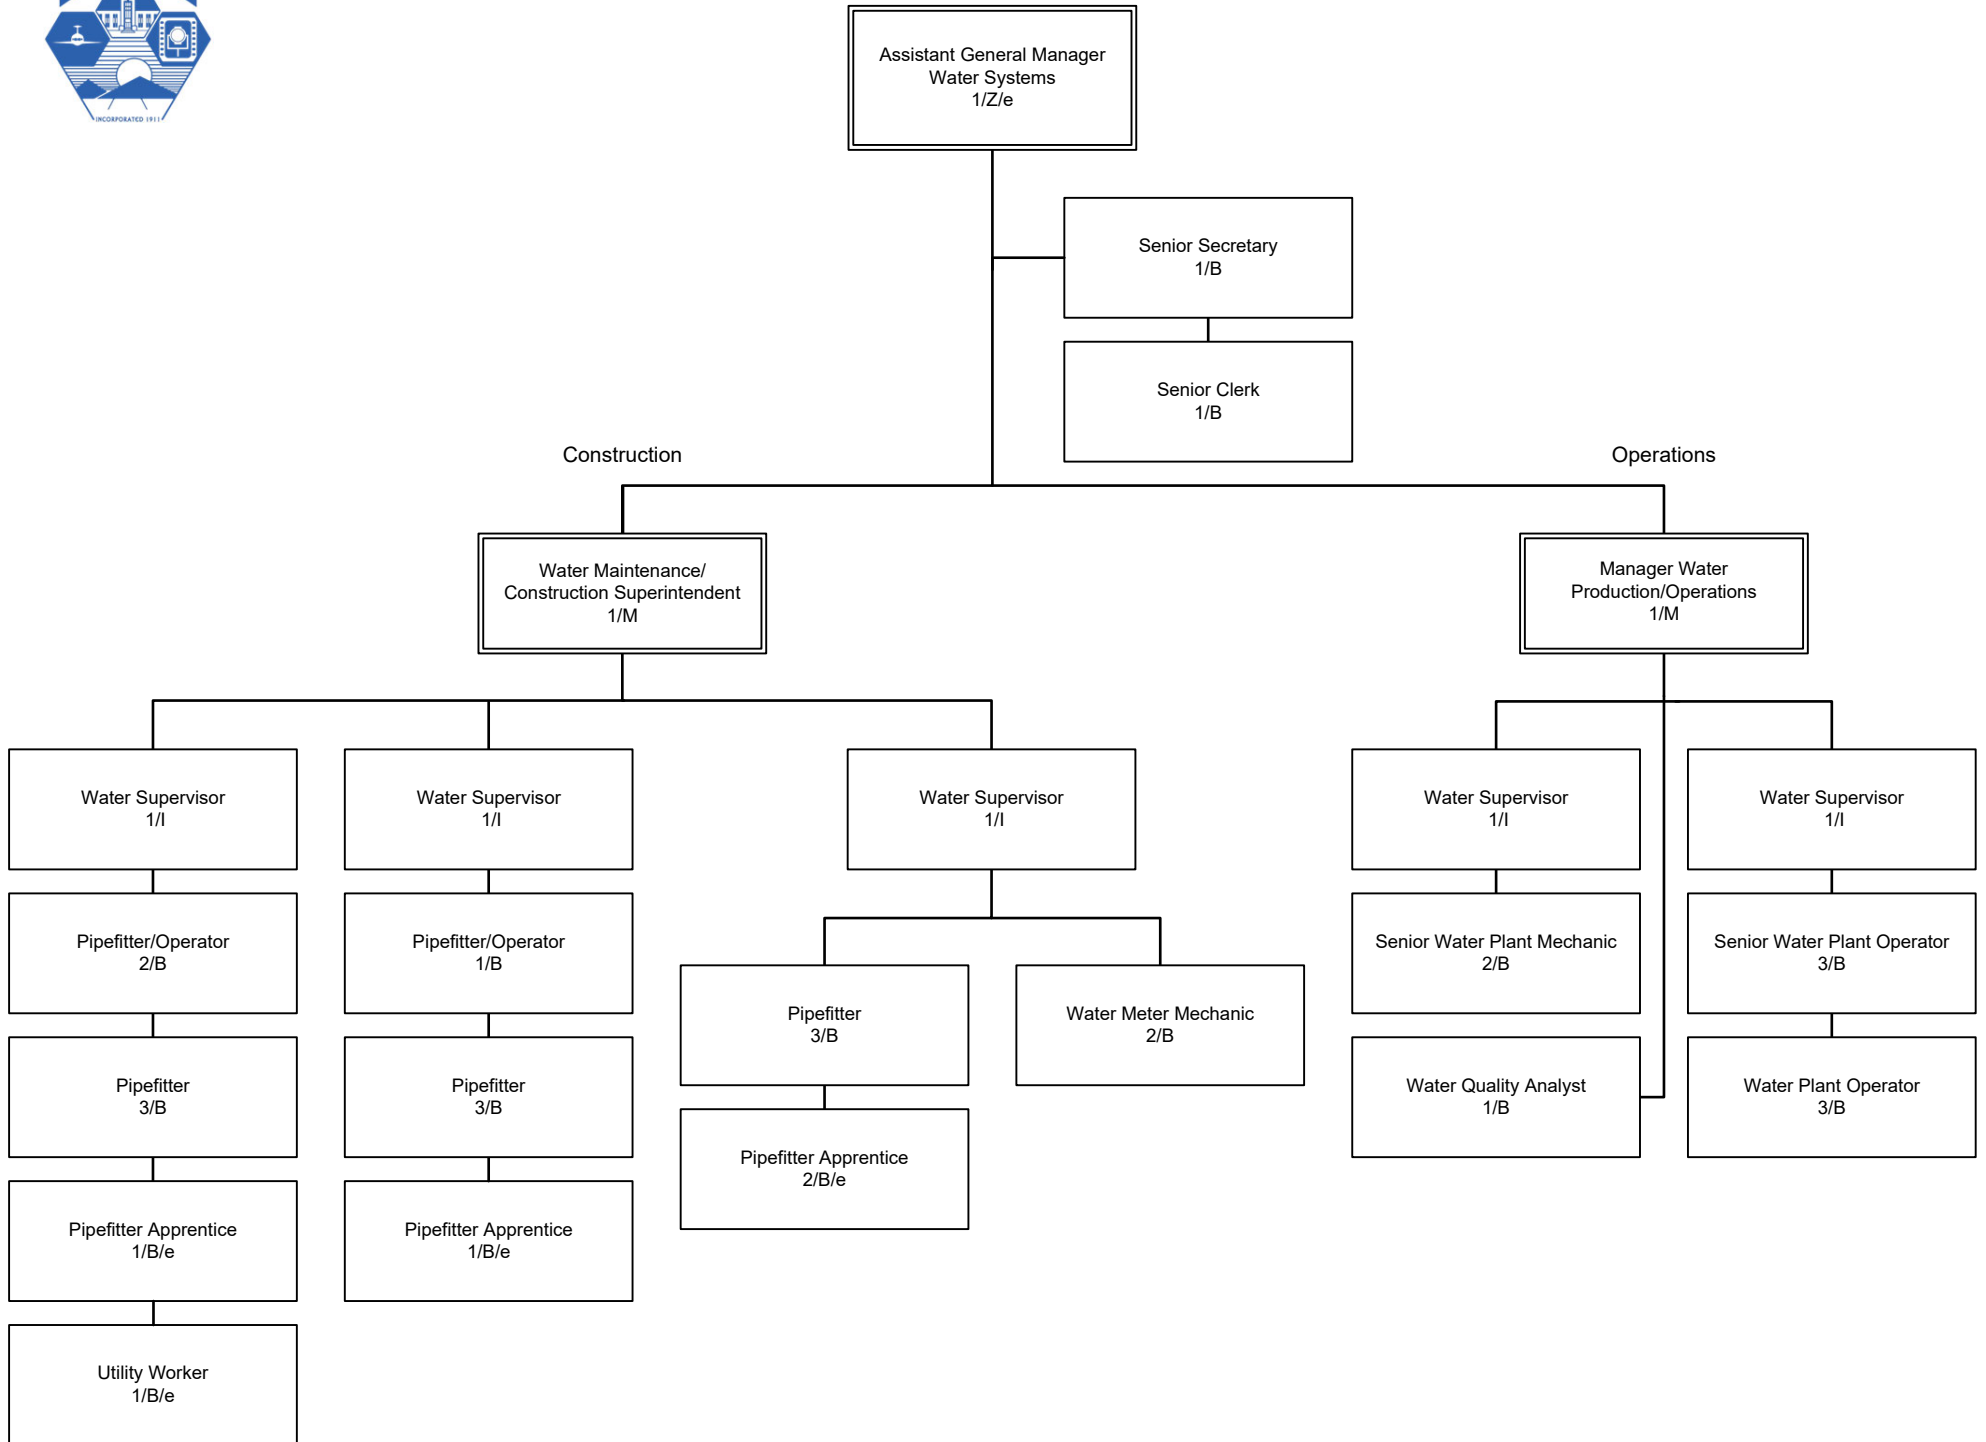 INCORPORATED 1911
Assistant General Manager
Water Systems
1/Z/e
Senior Secretary
1/B
Senior Clerk
1/B
Construction
Operations
Water Maintenance/
Construction Superintendent
1/M
Manager Water
Production/Operations
1/M
Water Supervisor
1/I
Water Supervisor
1/I
Water Supervisor
1/I
Water Supervisor
1/I
Water Supervisor
1/I
Pipefitter/Operator
2/B
Pipefitter/Operator
1/B
Pipefitter
3/B
Water Meter Mechanic
2/B
Senior Water Plant Mechanic
2/B
Senior Water Plant Operator
3/B
Pipefitter
3/B
Pipefitter
3/B
Pipefitter Apprentice
2/B/e
Water Quality Analyst
1/B
Water Plant Operator
3/B
Pipefitter Apprentice
1/B/e
Pipefitter Apprentice
1/B/e
Utility Worker
1/B/e